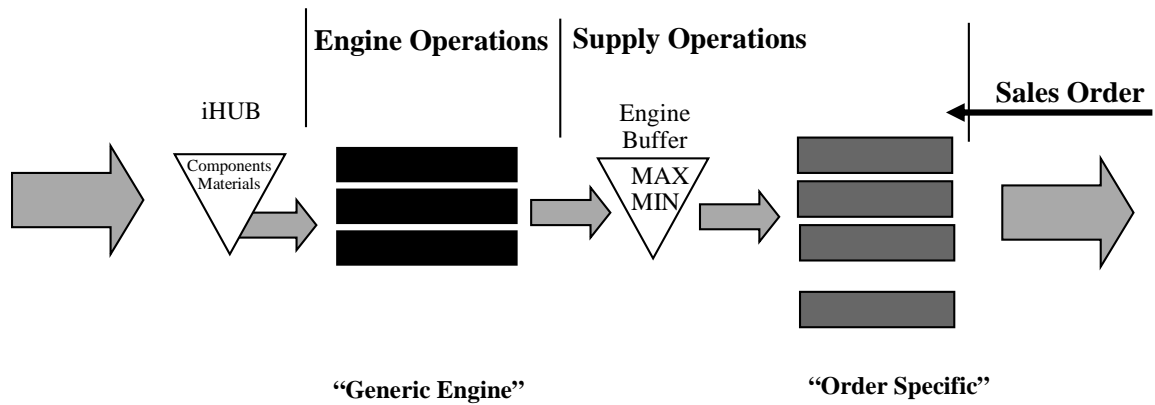 Engine Operations
Supply Operations
Sales Order
iHUB
Engine
Buffer
Components
Materials
MAX
MIN
“Generic Engine”
“Order Specific”